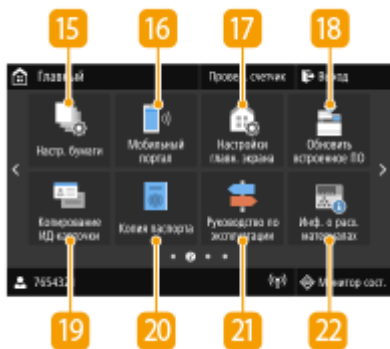 15 16 17 18
Главный Провер. счетчик Выход
Настр. бумаги
Мобильный
портал
Настройки
главн. экрана
Обновить
встроенное ПО
Копирование
ИД карточки
Копия паспорта
Руководство по
эксплуатации
Инф. о расх.
материалах
7654321 Монитор сост.
19 20 21 22